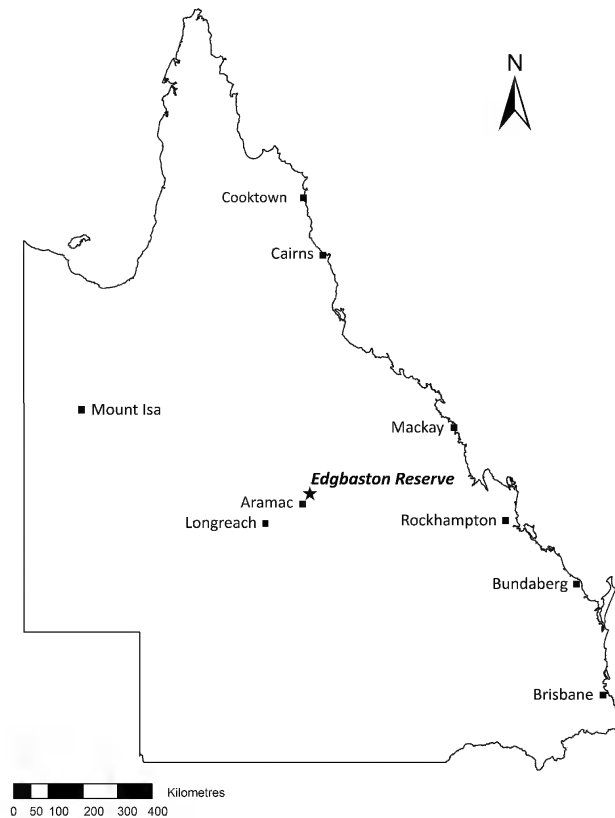 N
Cooktown
Cairns
Mount Isa
Mackay
Edgbaston Reserve
Aramac
Longreach
Rockhampton
Bundaberg
Brisbane
Kilometres
0 50 100 200 300 400